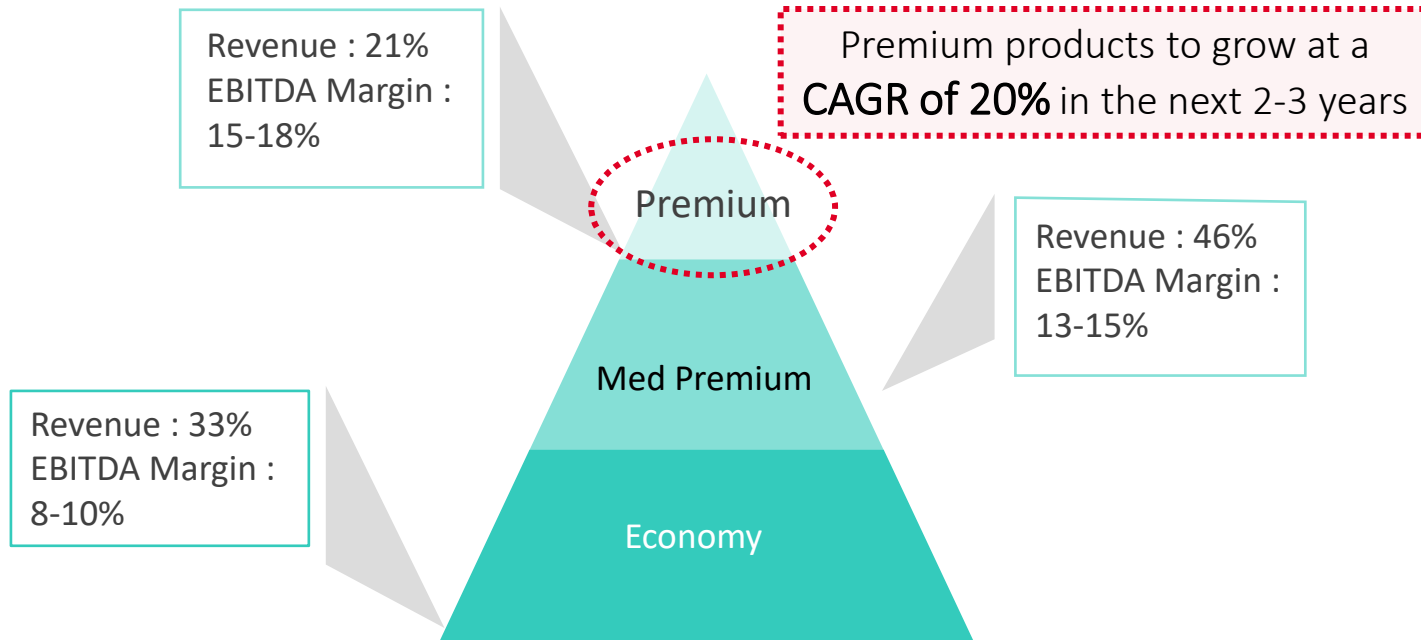 Revenue : 21%
EBITDA Margin :
15-18%
Premium products to grow at a
CAGR of 20% in the next 2-3 years
Premium
Revenue : 46%
EBITDA Margin :
13-15%
Med Premium
Revenue : 33%
EBITDA Margin :
8-10%
Economy